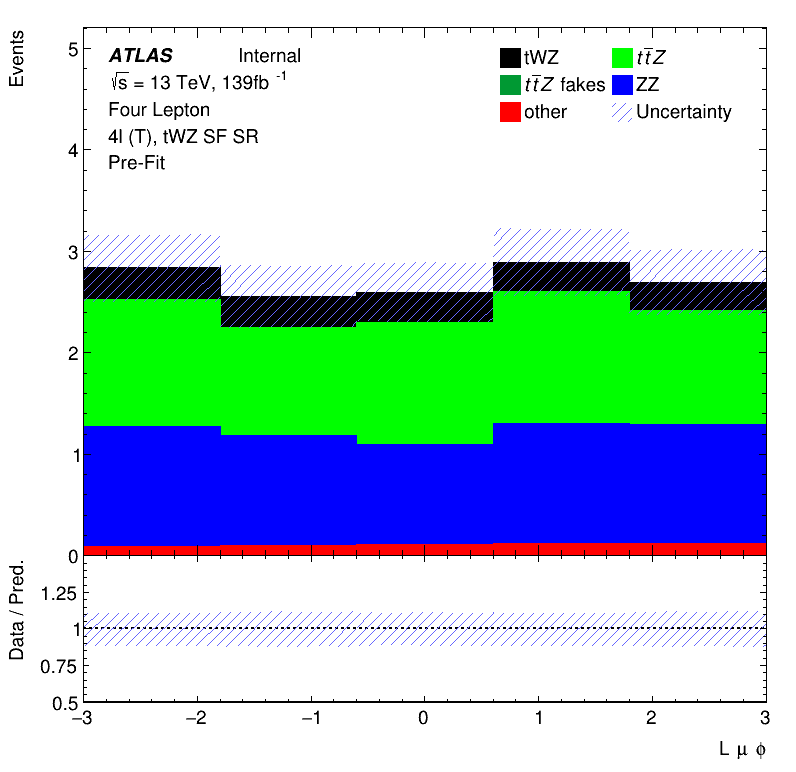 Events
ATLAS Internal
√s = 13 TeV, 139fb -1
Four Lepton
4l (T), tWZ SF SR
Pre-Fit
tWZ
tt̄Z
tt̄Z fakes
ZZ
other
Uncertainty
5
4
3
2
1
0
Data / Pred.
1.25
1
0.75
0.5
−3 −2 −1 0 1 2 3
L μ φ